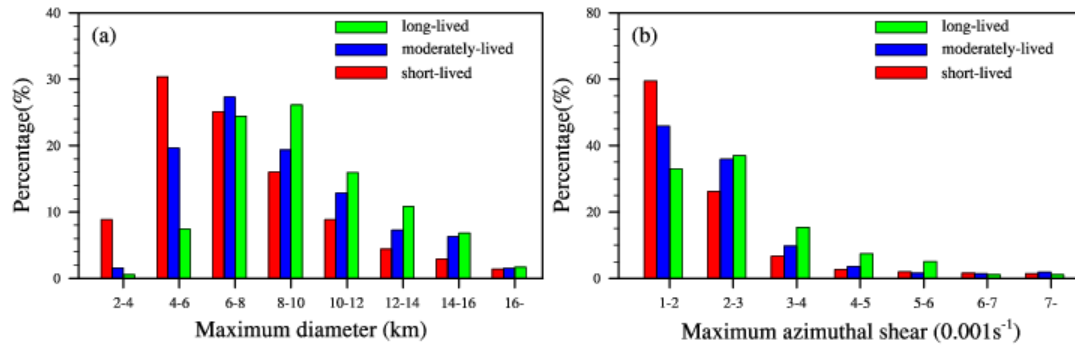 (a)
long-lived
moderately-lived
short-lived
Percentage(%)
40
30
20
10
0
2-4 4-6 6-8 8-10 10-12 12-14 14-16 16-
Maximum diameter (km)
(b)
long-lived
moderately-lived
short-lived
Percentage(%)
80
60
40
20
0
1-2 2-3 3-4 4-5 5-6 6-7 7-
Maximum azimuthal shear (0.001s⁻¹)